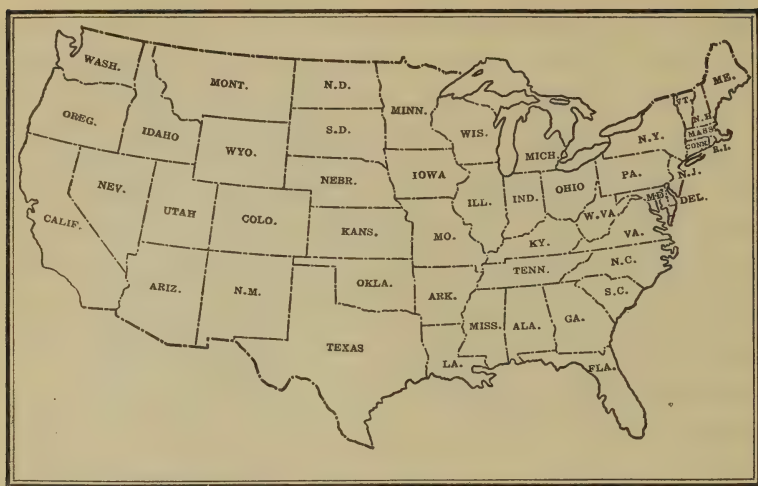 WASH.
MONT.
N.D.
MINN.
ME.
VT.
N.H.
OREG.
IDAHO
S.D.
WIS.
MICH.
N.Y.
MASS
CONN.
R.I.
WYO.
NEBR.
IOWA
PA.
N.J.
NEV.
UTAH
COLO.
ILL.
IND.
OHIO
MD.
DEL.
CALIF.
KANS.
MO.
W.VA.
VA.
KY.
ARIZ.
N.M.
OKLA.
ARK.
TENN.
N.C.
S.C.
TEXAS
LA.
MISS.
ALA.
GA.
FLA.